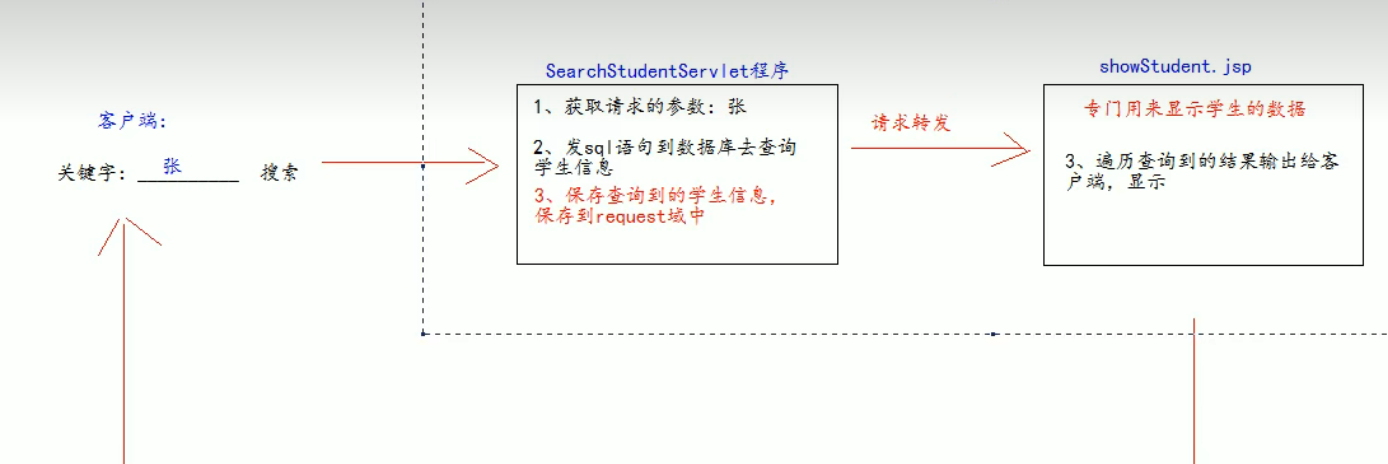 客户端:
关键字: 张 搜索
SearchStudentServlet程序
1、获取请求的参数: 张
2、发sql语句到数据库去查询
学生信息
3、保存查询到的学生信息,
保存到request域中
请求转发
showStudent.jsp
专门用来显示学生的数据
3、遍历查询到的结果输出给客
户端, 显示